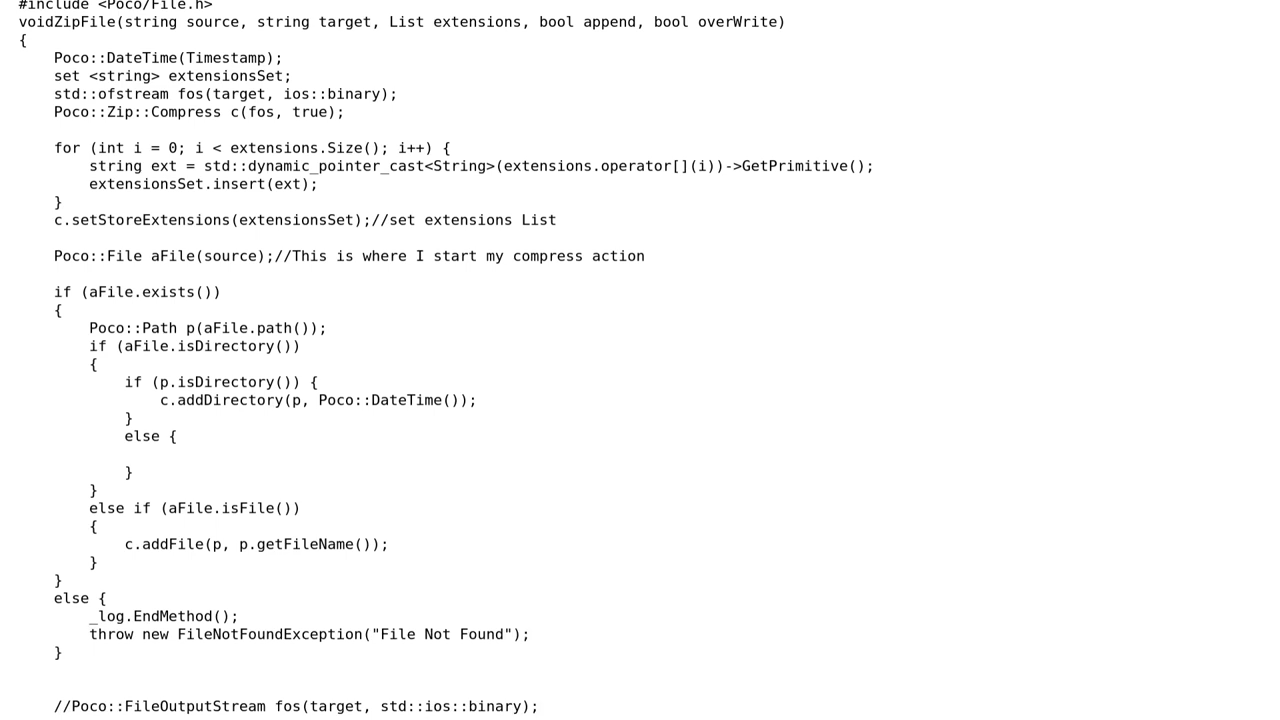 #include <Poco/File.h>
voidZipFile(string source, string target, List extensions, bool append, bool overWrite)
{
    Poco::DateTime(Timestamp);
    set <string> extensionsSet;
    std::ofstream fos(target, ios::binary);
    Poco::Zip::Compress c(fos, true);

    for (int i = 0; i < extensions.Size(); i++) {
        string ext = std::dynamic_pointer_cast<String>(extensions.operator[](i))->GetPrimitive();
        extensionsSet.insert(ext);
    }
    c.setStoreExtensions(extensionsSet);//set extensions List

    Poco::File aFile(source);//This is where I start my compress action

    if (aFile.exists())
    {
        Poco::Path p(aFile.path());
        if (aFile.isDirectory())
        {
            if (p.isDirectory()) {
                c.addDirectory(p, Poco::DateTime());
            }
            else {

            }
        }
        else if (aFile.isFile())
        {
            c.addFile(p, p.getFileName());
        }
    }
    else {
        _log.EndMethod();
        throw new FileNotFoundException("File Not Found");
    }


    //Poco::FileOutputStream fos(target, std::ios::binary);